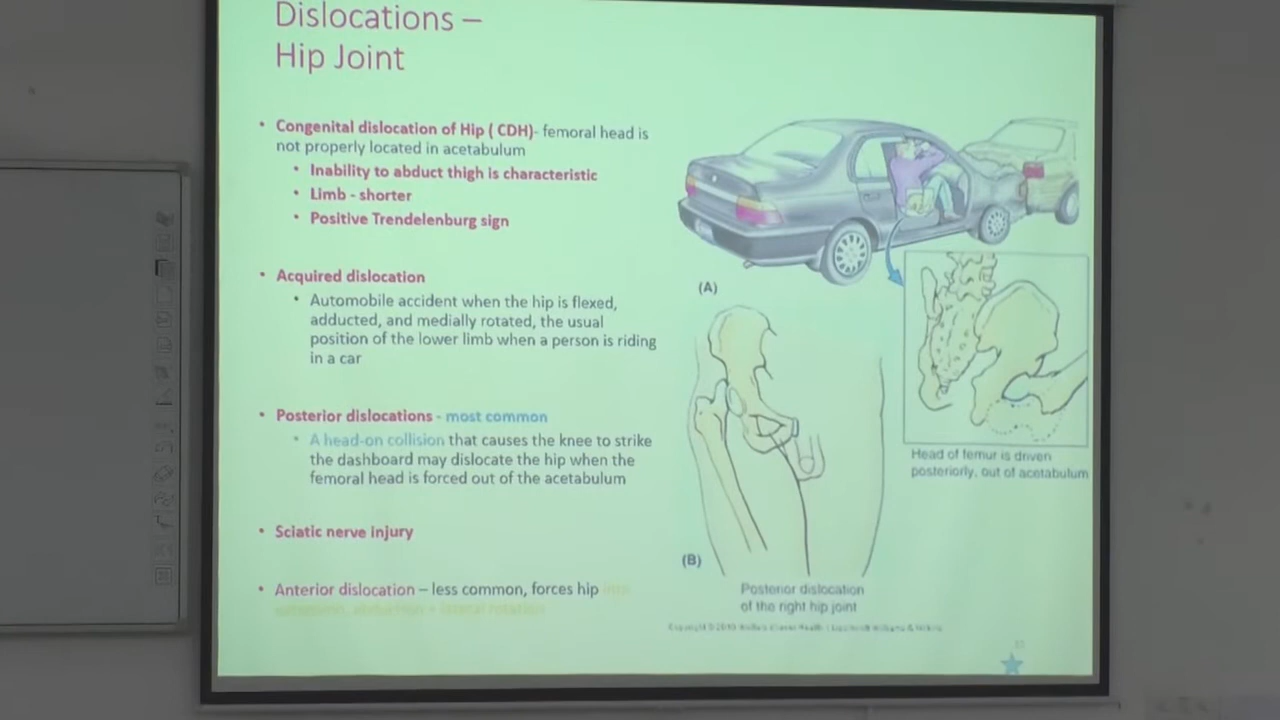 Dislocations –
Hip Joint
• Congenital dislocation of Hip ( CDH)- femoral head is
not properly located in acetabulum
• Inability to abduct thigh is characteristic
• Limb - shorter
• Positive Trendelenburg sign
• Acquired dislocation
• Automobile accident when the hip is flexed,
adducted, and medially rotated, the usual
position of the lower limb when a person is riding
in a car
• Posterior dislocations - most common
• A head-on collision that causes the knee to strike
the dashboard may dislocate the hip when the
femoral head is forced out of the acetabulum
• Sciatic nerve injury
• Anterior dislocation – less common, forces hip into
extension, abduction + lateral rotation
(A)
Head of femur is driven
posteriorly, out of acetabulum
(B)
Posterior dislocation
of the right hip joint